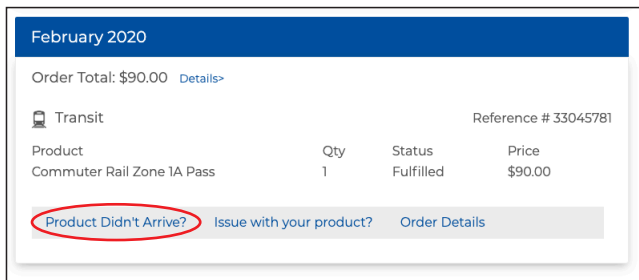 February 2020
Order Total: $90.00 Details>
Transit Reference # 33045781
Product Qty Status Price
Commuter Rail Zone 1A Pass 1 Fulfilled $90.00
Product Didn't Arrive? Issue with your product? Order Details